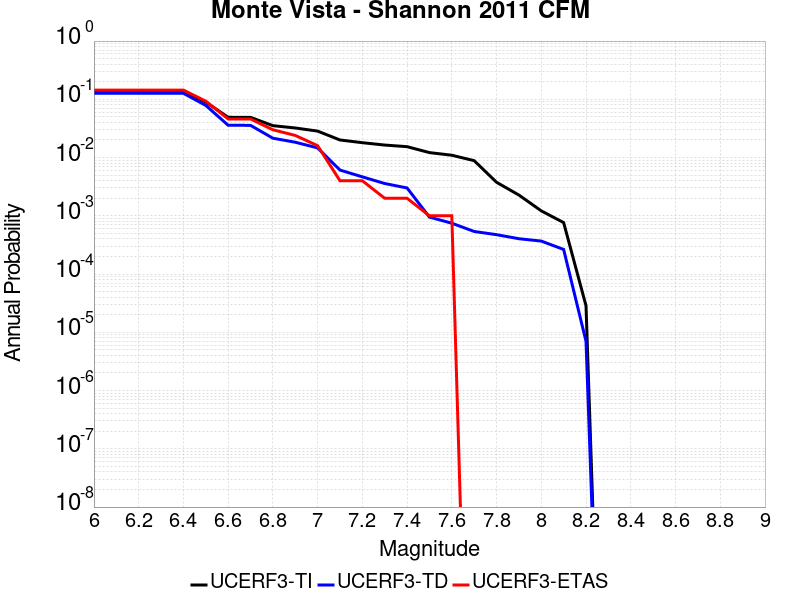 Monte Vista - Shannon 2011 CFM
10^0
10^-1
10^-2
10^-3
10^-4
10^-5
10^-6
10^-7
10^-8
Annual Probability
6 6.2 6.4 6.6 6.8 7 7.2 7.4 7.6 7.8 8 8.2 8.4 8.6 8.8 9
Magnitude
UCERF3-TI UCERF3-TD UCERF3-ETAS